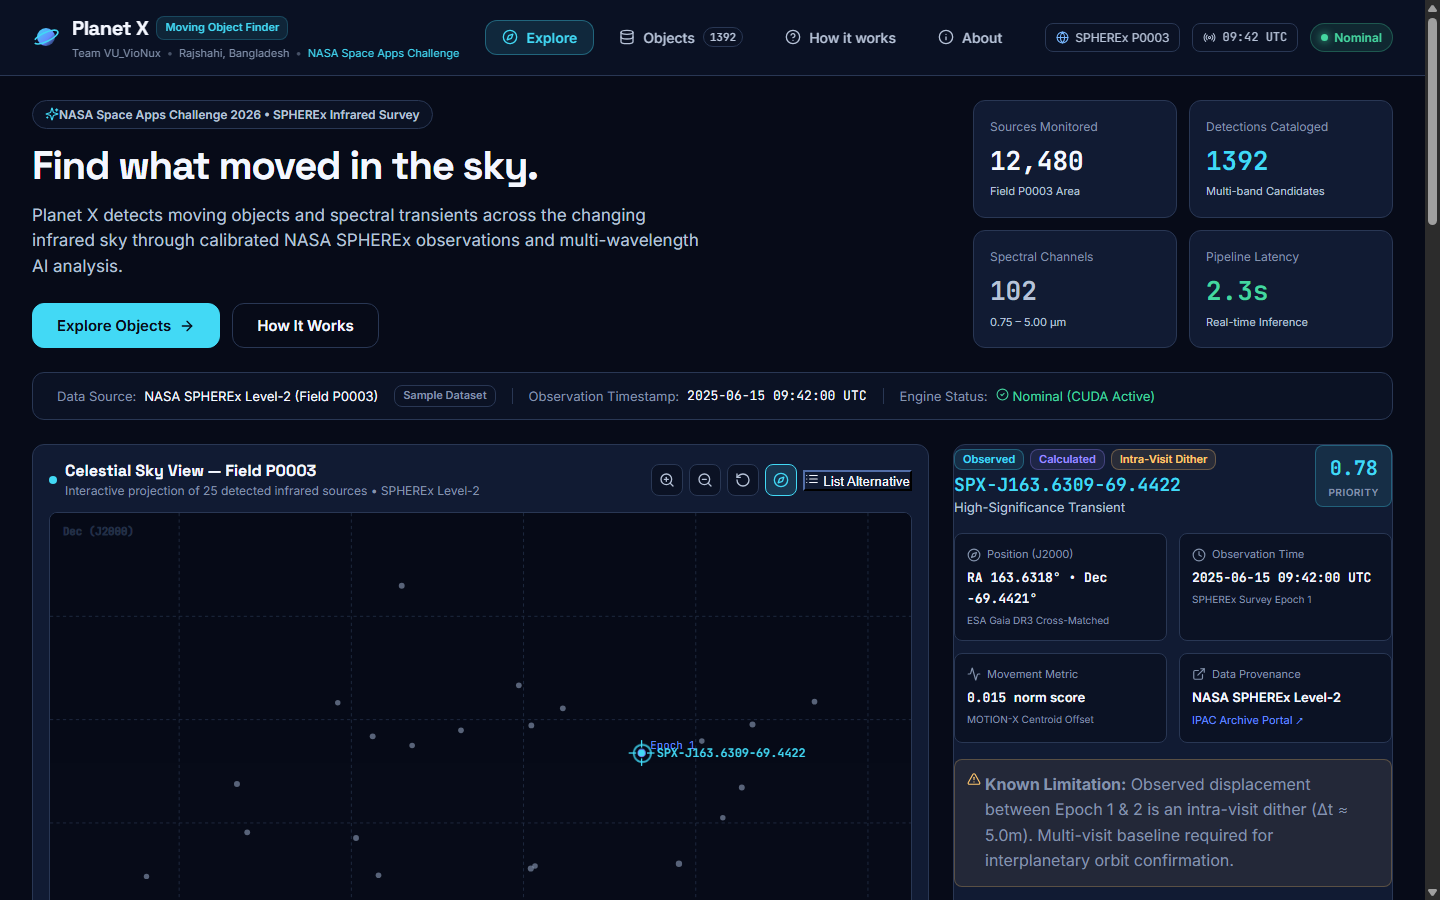 Planet X
Moving Object Finder
Team VU_VioNux • Rajshahi, Bangladesh • NASA Space Apps Challenge
Explore
Objects 1392
How it works
About
SPHEREx P0003
09:42 UTC
Nominal
NASA Space Apps Challenge 2026 • SPHEREx Infrared Survey
Find what moved in the sky.
Planet X detects moving objects and spectral transients across the changing
infrared sky through calibrated NASA SPHEREx observations and multi-wavelength
AI analysis.
Explore Objects →
How It Works
Sources Monitored
12,480
Field P0003 Area
Detections Cataloged
1392
Multi-band Candidates
Spectral Channels
102
0.75 – 5.00 µm
Pipeline Latency
2.3s
Real-time Inference
Data Source: NASA SPHEREx Level-2 (Field P0003) Sample Dataset
Observation Timestamp: 2025-06-15 09:42:00 UTC
Engine Status: Nominal (CUDA Active)
Celestial Sky View — Field P0003
Interactive projection of 25 detected infrared sources • SPHEREx Level-2
List Alternative
Dec (J2000)
Epoch 1
SPX-J163.6309-69.4422
Observed
Calculated
Intra-Visit Dither
SPX-J163.6309-69.4422
High-Significance Transient
0.78
PRIORITY
Position (J2000)
RA 163.6318° • Dec
-69.4421°
ESA Gaia DR3 Cross-Matched
Observation Time
2025-06-15 09:42:00 UTC
SPHEREx Survey Epoch 1
Movement Metric
0.015 norm score
MOTION-X Centroid Offset
Data Provenance
NASA SPHEREx Level-2
IPAC Archive Portal ↗
Known Limitation: Observed displacement
between Epoch 1 & 2 is an intra-visit dither (Δt ≈
5.0m). Multi-visit baseline required for
interplanetary orbit confirmation.